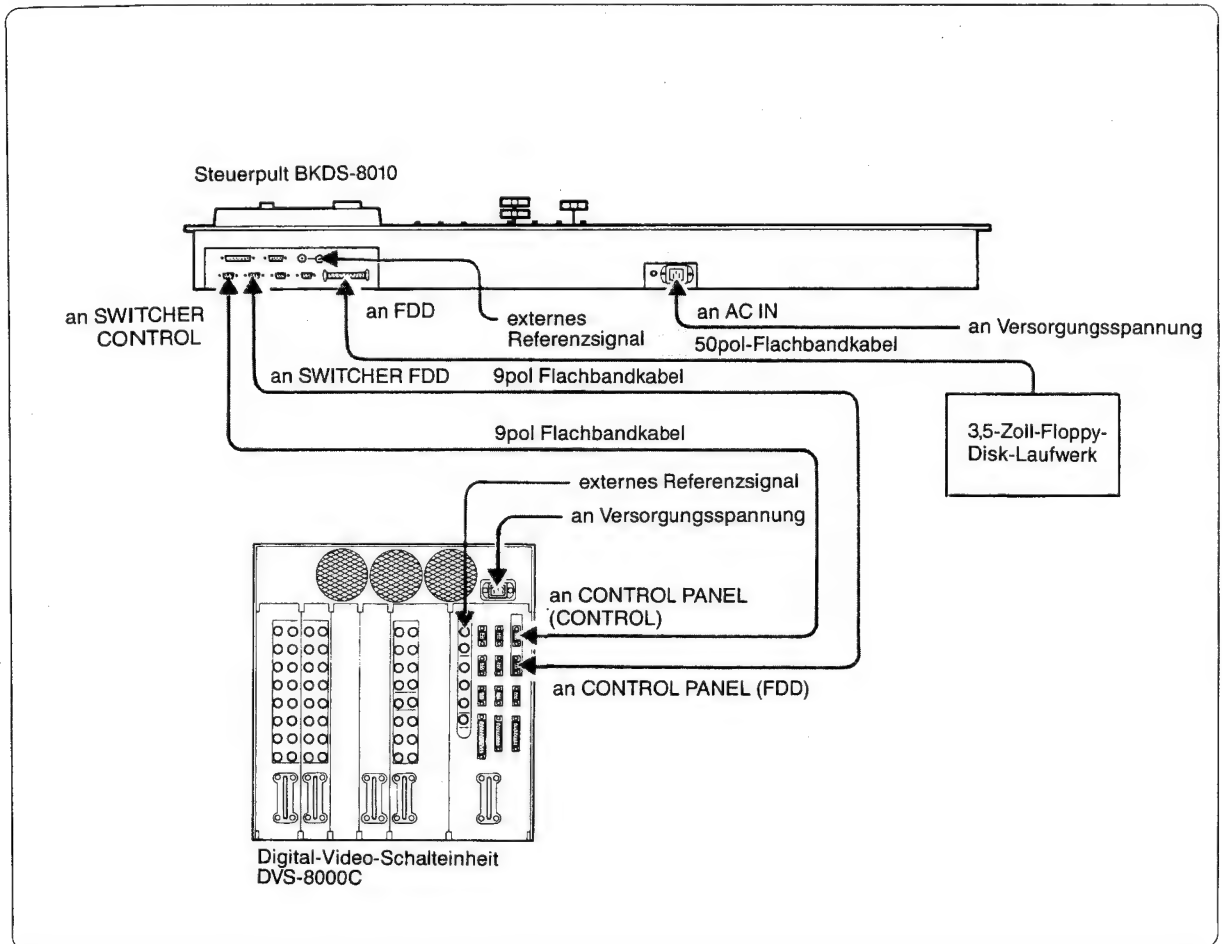 Steuerpult BKDS-8010
an SWITCHER
CONTROL
an FDD
externes
Referenzsignal
an AC IN
an Versorgungsspannung
50pol-Flachbandkabel
an SWITCHER FDD
9pol Flachbandkabel
3,5-Zoll-Floppy-
Disk-Laufwerk
9pol Flachbandkabel
externes Referenzsignal
an Versorgungsspannung
an CONTROL PANEL
(CONTROL)
an CONTROL PANEL (FDD)
Digital-Video-Schalteinheit
DVS-8000C